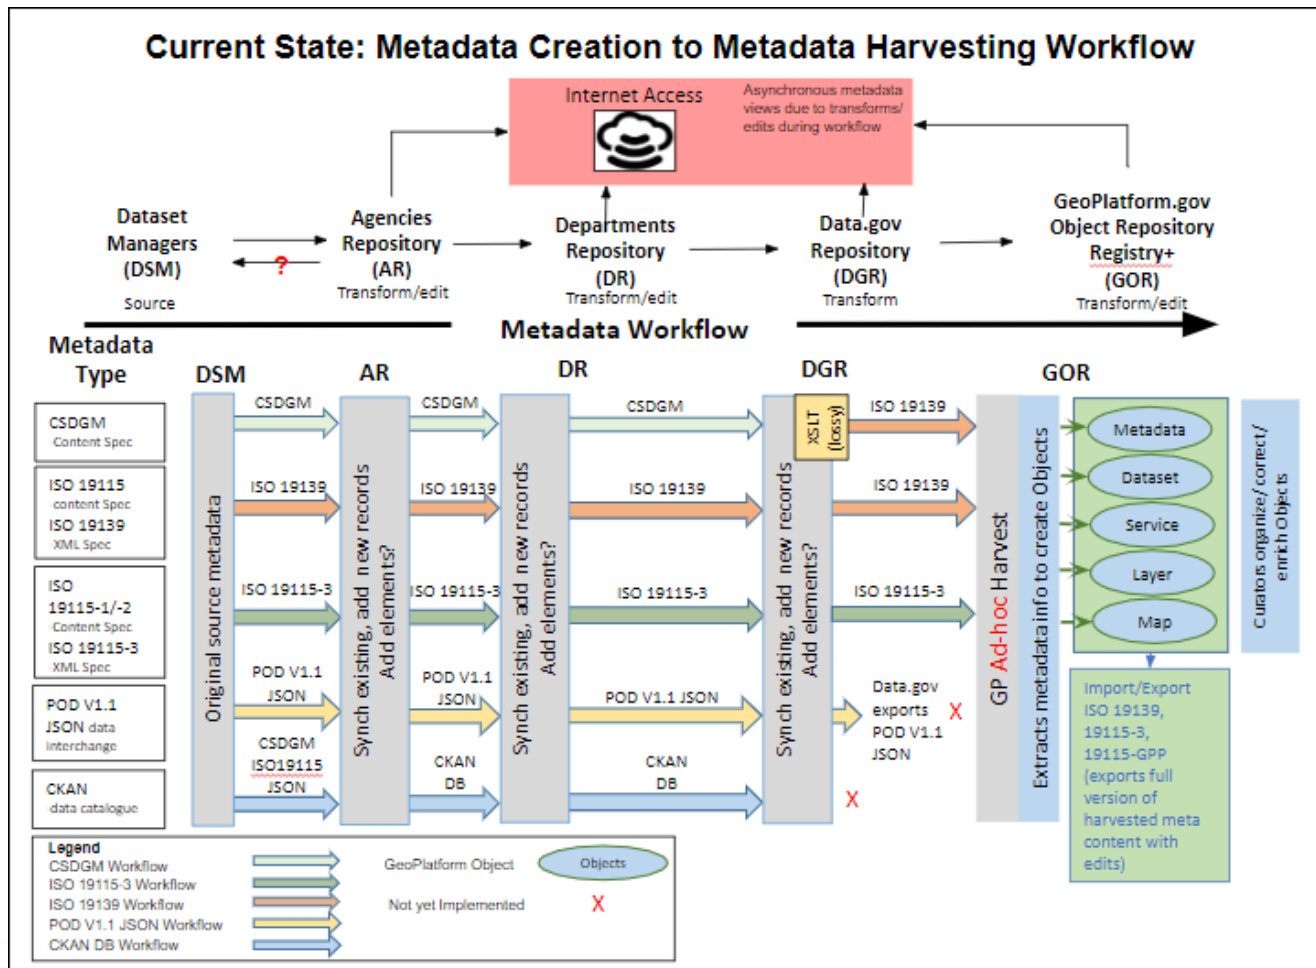 Current State: Metadata Creation to Metadata Harvesting Workflow
Internet Access
Asynchronous metadata
views due to transforms/
edits during workflow
Dataset
Managers
(DSM)
Source
?
Agencies
Repository
(AR)
Transform/edit
Departments
Repository
(DR)
Transform/edit
Data.gov
Repository
(DGR)
Transform
GeoPlatform.gov
Object Repository
Registry+
(GOR)
Transform/edit
Metadata Workflow
Metadata
Type
DSM
AR
DR
DGR
GOR
CSDGM
-Content Spec
ISO 19115
-content Spec
ISO 19139
-XML Spec
ISO
19115-1/-2
-Content Spec
ISO 19115-3
-XML Spec
POD V1.1
JSON data
interchange
CKAN
-data catalogue
Original source metadata
CSDGM
ISO 19139
ISO 19115-3
POD V1.1
JSON
CSDGM
ISO19115
JSON
Synch existing, add new records
Add elements?
CSDGM
ISO 19139
ISO 19115-3
POD V1.1
JSON
CKAN
DB
Synch existing, add new records
Add elements?
CSDGM
ISO 19139
ISO 19115-3
POD V1.1 JSON
CKAN
DB
Synch existing, add new records
Add elements?
XSLT
(lossy)
ISO 19139
ISO 19139
ISO 19115-3
Data.gov
exports
POD V1.1
JSON
X
X
GP Ad-hoc Harvest
Extracts metadata info to create Objects
Metadata
Dataset
Service
Layer
Map
Curators organize/ correct/
enrich Objects
Import/Export
ISO 19139,
19115-3,
19115-GPP
(exports full
version of
harvested meta
content with
edits)
Legend
CSDGM Workflow
ISO 19115-3 Workflow
ISO 19139 Workflow
POD V1.1 JSON Workflow
CKAN DB Workflow
GeoPlatform Object
Objects
Not yet Implemented
X